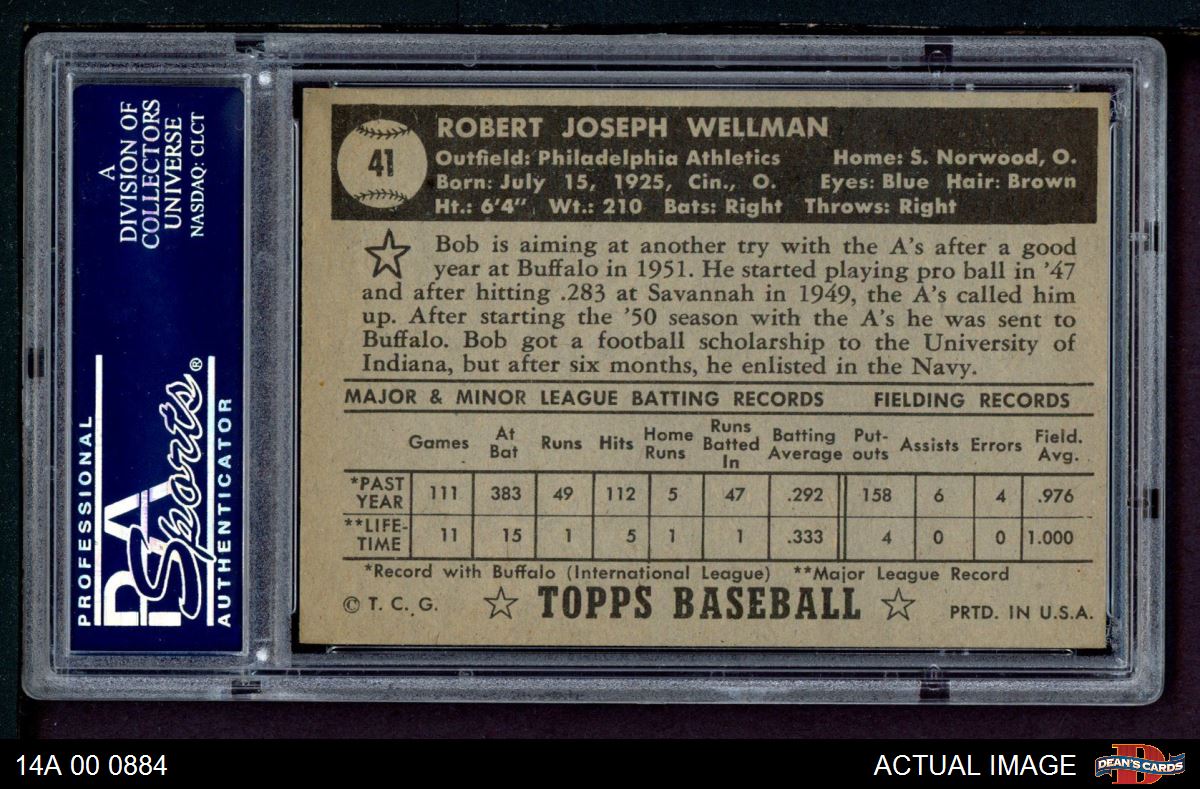 A
DIVISION OF
COLLECTORS
UNIVERSE
NASDAQ: CLCT
PROFESSIONAL
PSA
Sports®
AUTHENTICATOR
41
ROBERT JOSEPH WELLMAN
Outfield: Philadelphia Athletics Home: S. Norwood, O.
Born: July 15, 1925, Cin., O. Eyes: Blue Hair: Brown
Ht.: 6'4" Wt.: 210 Bats: Right Throws: Right
Bob is aiming at another try with the A's after a good
year at Buffalo in 1951. He started playing pro ball in '47
and after hitting .283 at Savannah in 1949, the A's called him
up. After starting the '50 season with the A's he was sent to
Buffalo. Bob got a football scholarship to the University of
Indiana, but after six months, he enlisted in the Navy.
MAJOR & MINOR LEAGUE BATTING RECORDS FIELDING RECORDS
Games At Bat Runs Hits Home Runs Runs Batted In Batting Average Put-outs Assists Errors Field. Avg.
*PAST YEAR 111 383 49 112 5 47 .292 158 6 4 .976
**LIFE-TIME 11 15 1 5 1 1 .333 4 0 0 1.000
*Record with Buffalo (International League) **Major League Record
© T. C. G. TOPPS BASEBALL PRTD. IN U.S.A.
14A 00 0884 ACTUAL IMAGE
D
DEAN'S CARDS